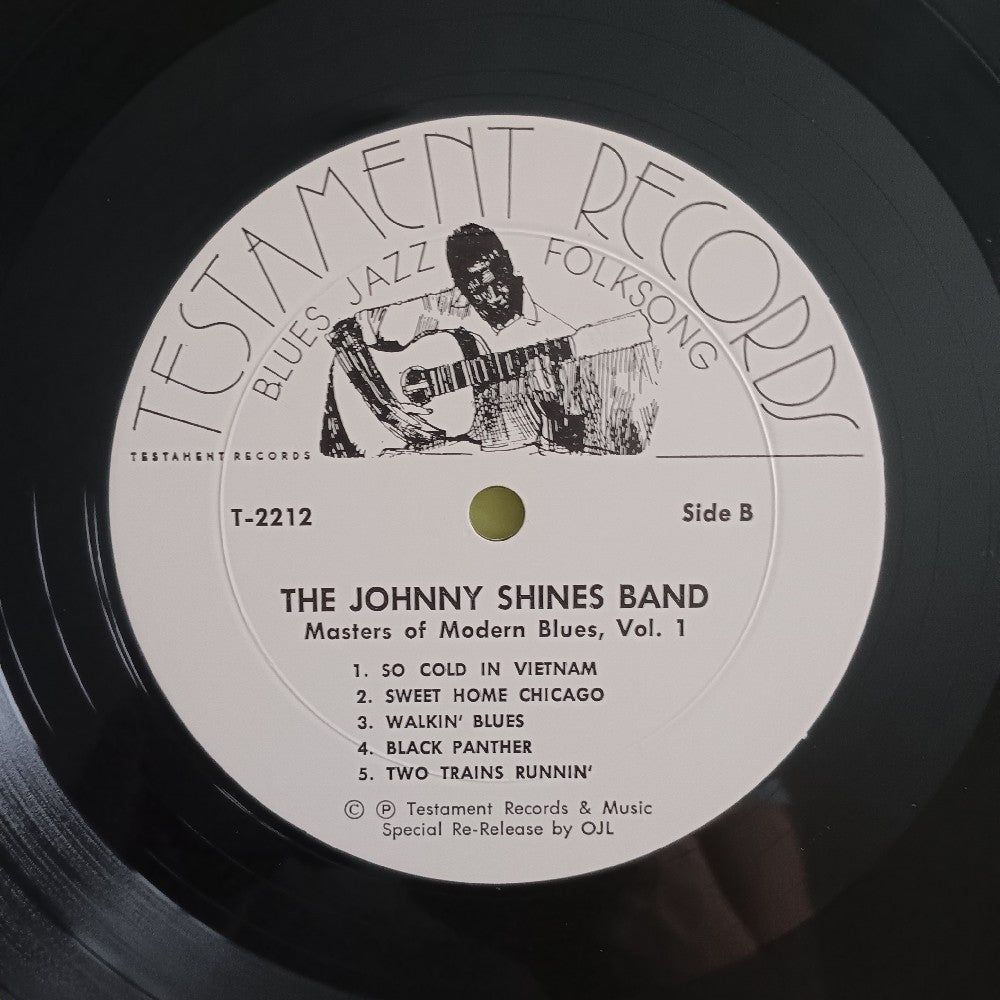 TESTAMENT RECORDS
BLUES JAZZ FOLKSONG
TESTAMENT RECORDS
T-2212
Side B
THE JOHNNY SHINES BAND
Masters of Modern Blues, Vol. 1
1. SO COLD IN VIETNAM
2. SWEET HOME CHICAGO
3. WALKIN' BLUES
4. BLACK PANTHER
5. TWO TRAINS RUNNIN'
© ℗ Testament Records & Music
Special Re-Release by OJL